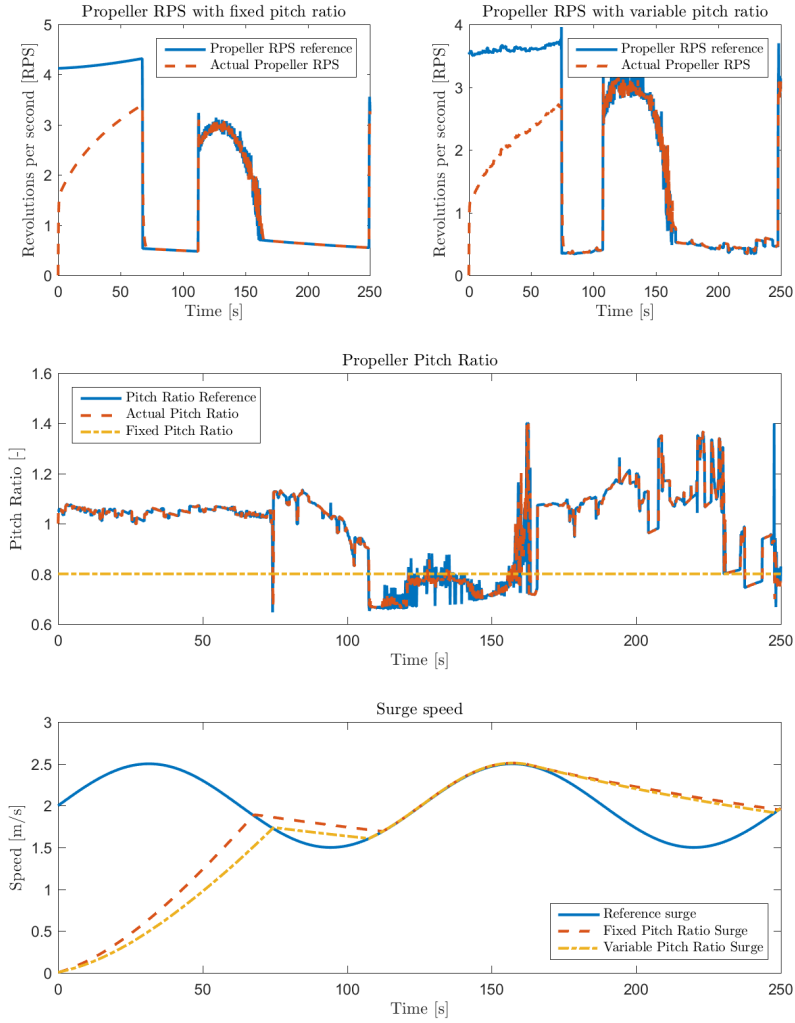 Propeller RPS with fixed pitch ratio
Revolutions per second [RPS]
5
4
3
2
1
0
Propeller RPS reference
Actual Propeller RPS
0 50 100 150 200 250
Time [s]
Propeller RPS with variable pitch ratio
Revolutions per second [RPS]
4
3
2
1
0
Propeller RPS reference
Actual Propeller RPS
0 50 100 150 200 250
Time [s]
Propeller Pitch Ratio
Pitch Ratio [-]
1.6
1.4
1.2
1
0.8
0.6
Pitch Ratio Reference
Actual Pitch Ratio
Fixed Pitch Ratio
0 50 100 150 200 250
Time [s]
Surge speed
Speed [m/s]
3
2.5
2
1.5
1
0.5
0
Reference surge
Fixed Pitch Ratio Surge
Variable Pitch Ratio Surge
0 50 100 150 200 250
Time [s]